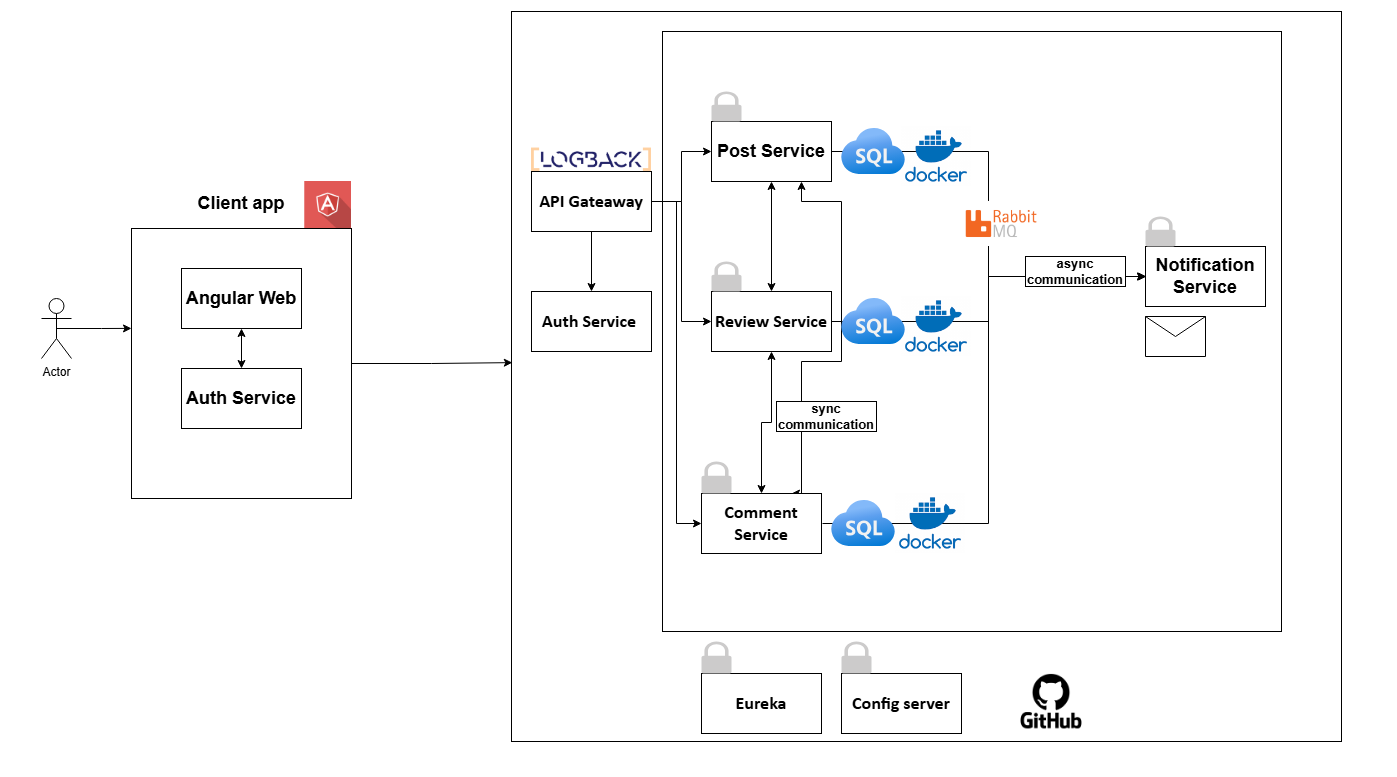 Actor
Client app
Angular Web
Auth Service
[LOGBACK]
API Gateaway
Auth Service
Post Service
SQL
docker
Rabbit
MQ
Review Service
SQL
docker
async
communication
Notification
Service
sync
communication
Comment
Service
SQL
docker
Eureka
Config server
GitHub